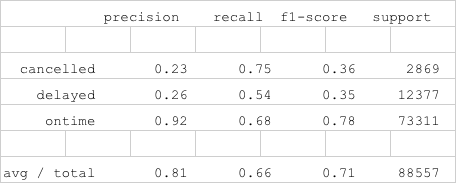 precision recall f1-score support
cancelled 0.23 0.75 0.36 2869
delayed 0.26 0.54 0.35 12377
ontime 0.92 0.68 0.78 73311
avg / total 0.81 0.66 0.71 88557